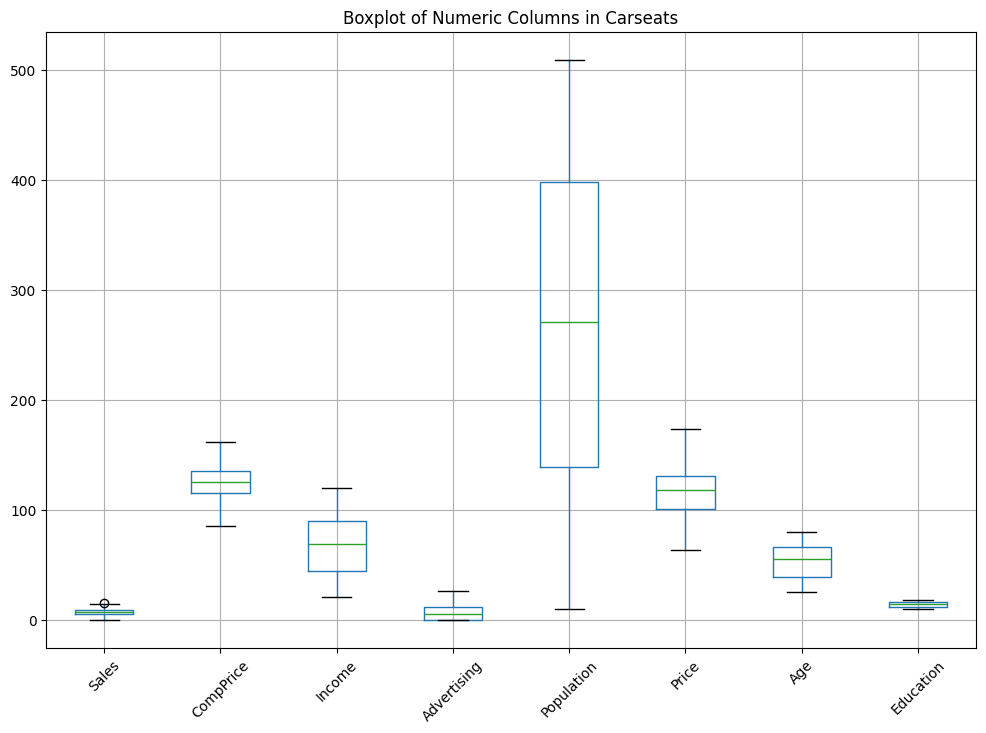 Boxplot of Numeric Columns in Carseats
500
400
300
200
100
0
Sales
CompPrice
Income
Advertising
Population
Price
Age
Education